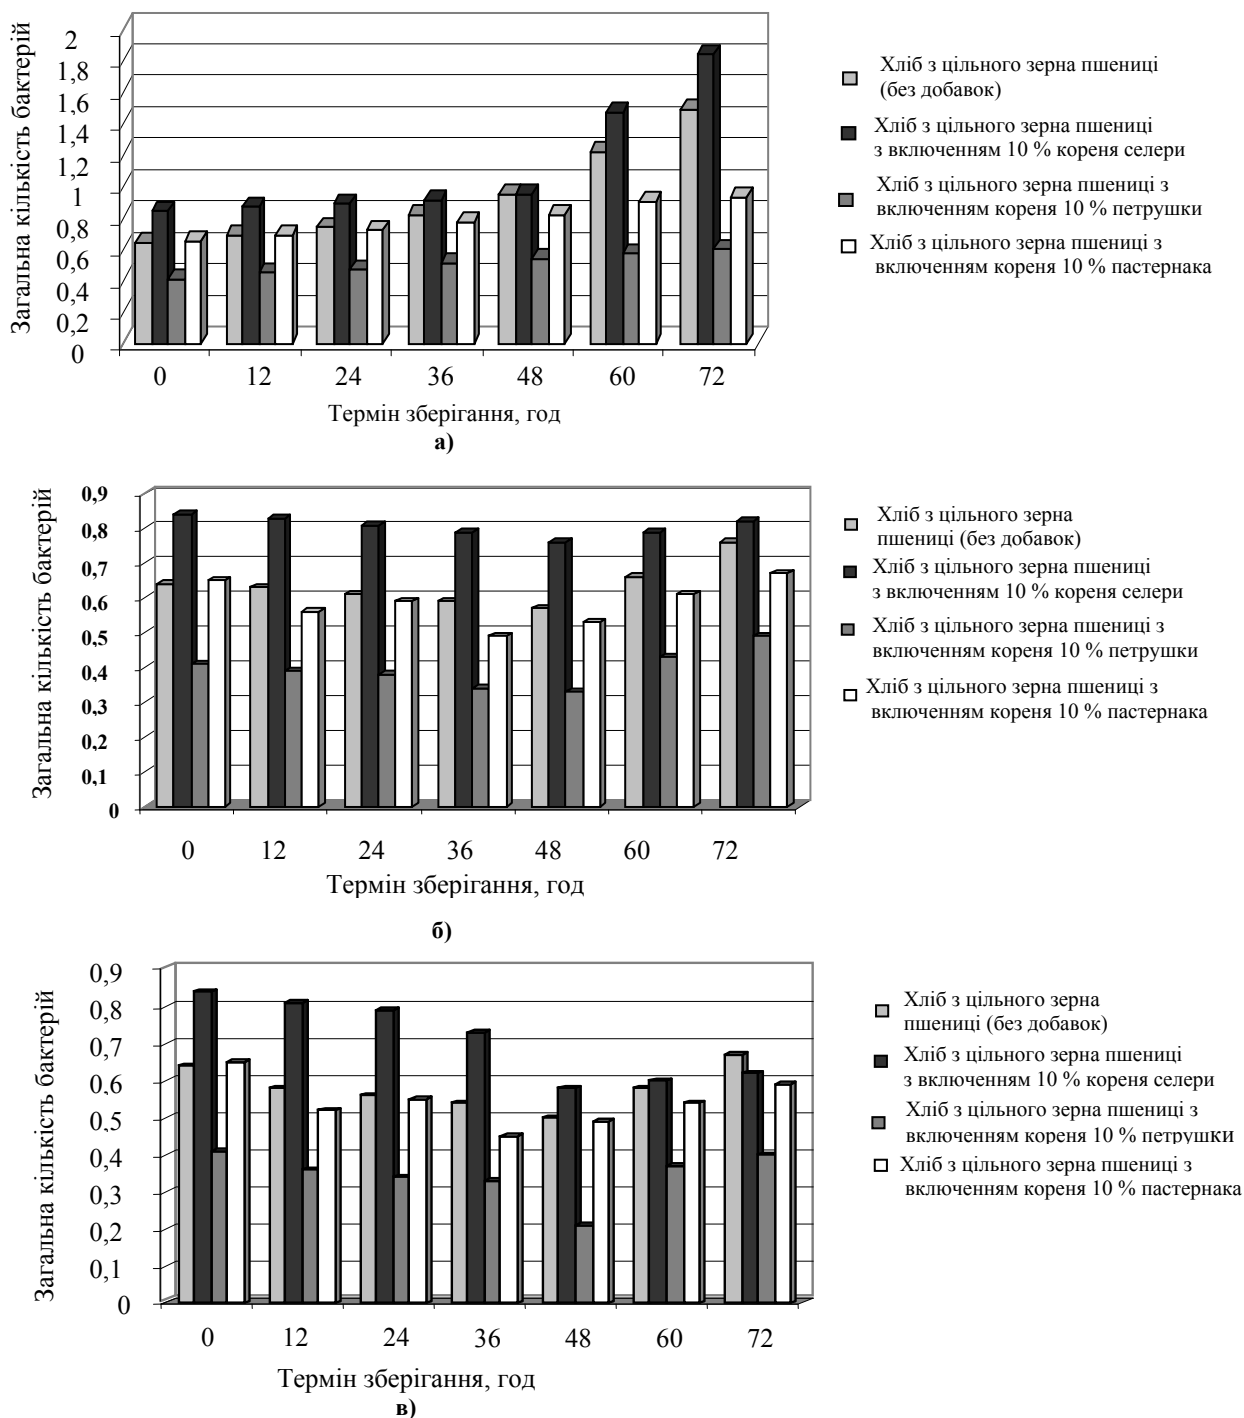 Загальна кількість бактерій
2
1,8
1,6
1,4
1,2
1
0,8
0,6
0,4
0,2
0
0
12
24
36
48
60
72
Термін зберігання, год
а)
Хліб з цільного зерна пшениці
(без добавок)
Хліб з цільного зерна пшениці
з включенням 10 % кореня селери
Хліб з цільного зерна пшениці з
включенням кореня 10 % петрушки
Хліб з цільного зерна пшениці з
включенням кореня 10 % пастернака
Загальна кількість бактерій
0,9
0,8
0,7
0,6
0,5
0,4
0,3
0,2
0,1
0
0
12
24
36
48
60
72
Термін зберігання, год
б)
Хліб з цільного зерна
пшениці (без добавок)
Хліб з цільного зерна пшениці
з включенням 10 % кореня селери
Хліб з цільного зерна пшениці з
включенням кореня 10 % петрушки
Хліб з цільного зерна пшениці з
включенням кореня 10 % пастернака
Загальна кількість бактерій
0,9
0,8
0,7
0,6
0,5
0,4
0,3
0,2
0,1
0
0
12
24
36
48
60
72
Термін зберігання, год
в)
Хліб з цільного зерна
пшениці (без добавок)
Хліб з цільного зерна пшениці
з включенням 10 % кореня селери
Хліб з цільного зерна пшениці з
включенням кореня 10 % петрушки
Хліб з цільного зерна пшениці з
включенням кореня 10 % пастернака